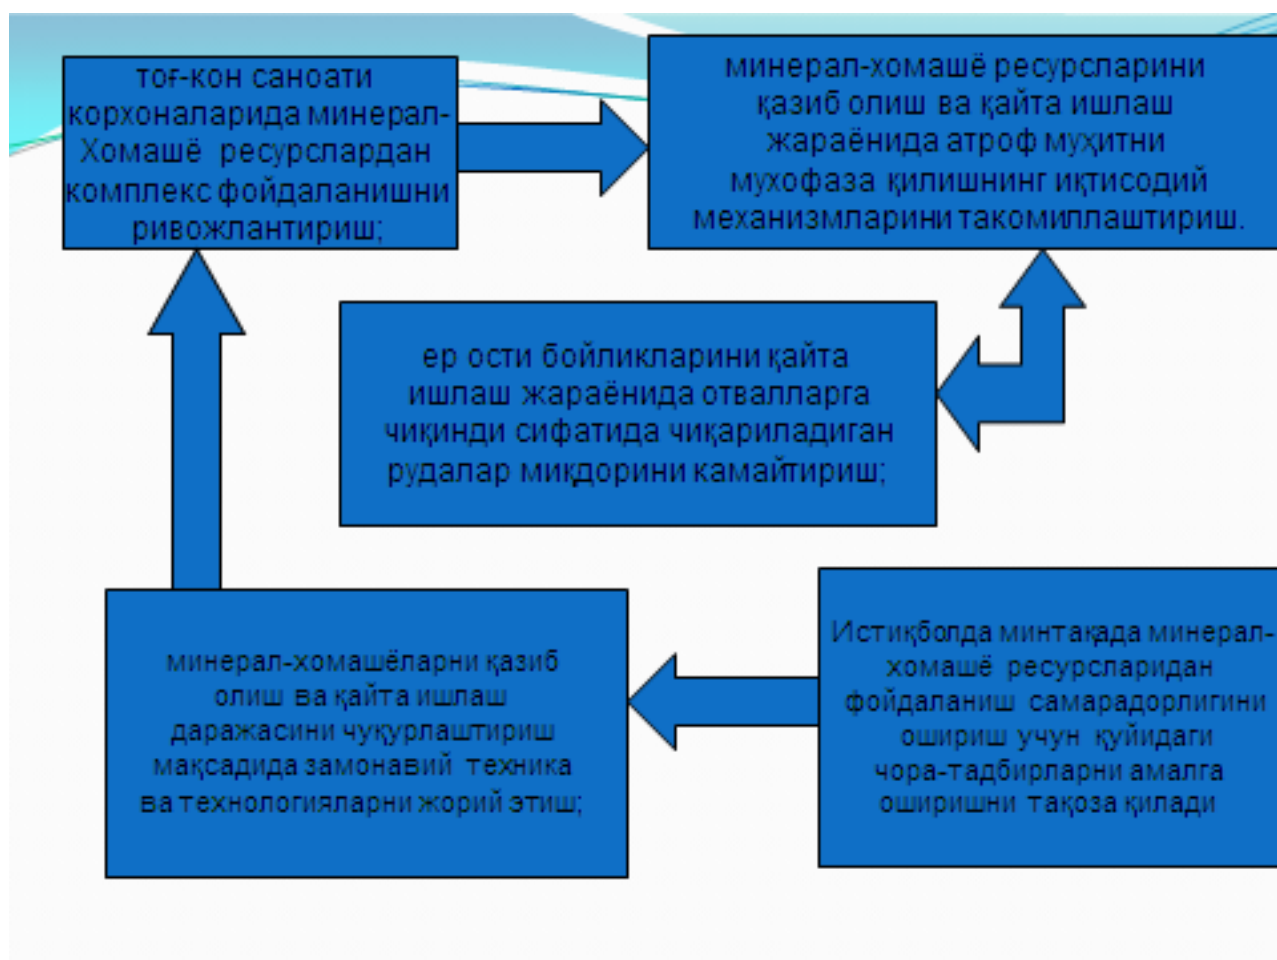 тоғ-кон саноати
корхоналарида минерал-
Хомашё ресурслардан
комплекс фойдаланишни
ривожлантириш;
минерал-хомашё ресурсларини
қазиб олиш ва қайта ишлаш
жараёнида атроф муҳитни
мухофаза қилишнинг иқтисодий
механизмларини такомиллаштириш.
ер ости бойликларини қайта
ишлаш жараёнида отвалларга
чиқинди сифатида чиқариладиган
рудалар миқдорини камайтириш;
минерал-хомашёларни қазиб
олиш ва қайта ишлаш
даражасини чуқурлаштириш
мақсадида замонавий техника
ва технологияларни жорий этиш;
Истиқболда минтақада минерал-
хомашё ресурсларидан
фойдаланиш самарадорлигини
ошириш учун қуйидаги
чора-тадбирларни амалга
оширишни тақоза қилади